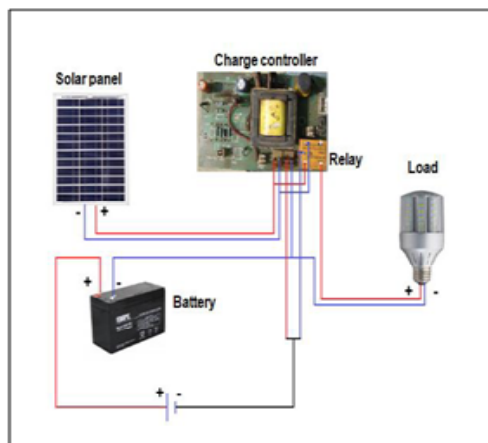 Charge controller
Solar panel
Relay
Load
- +
+ -
Battery
+ -
+ -